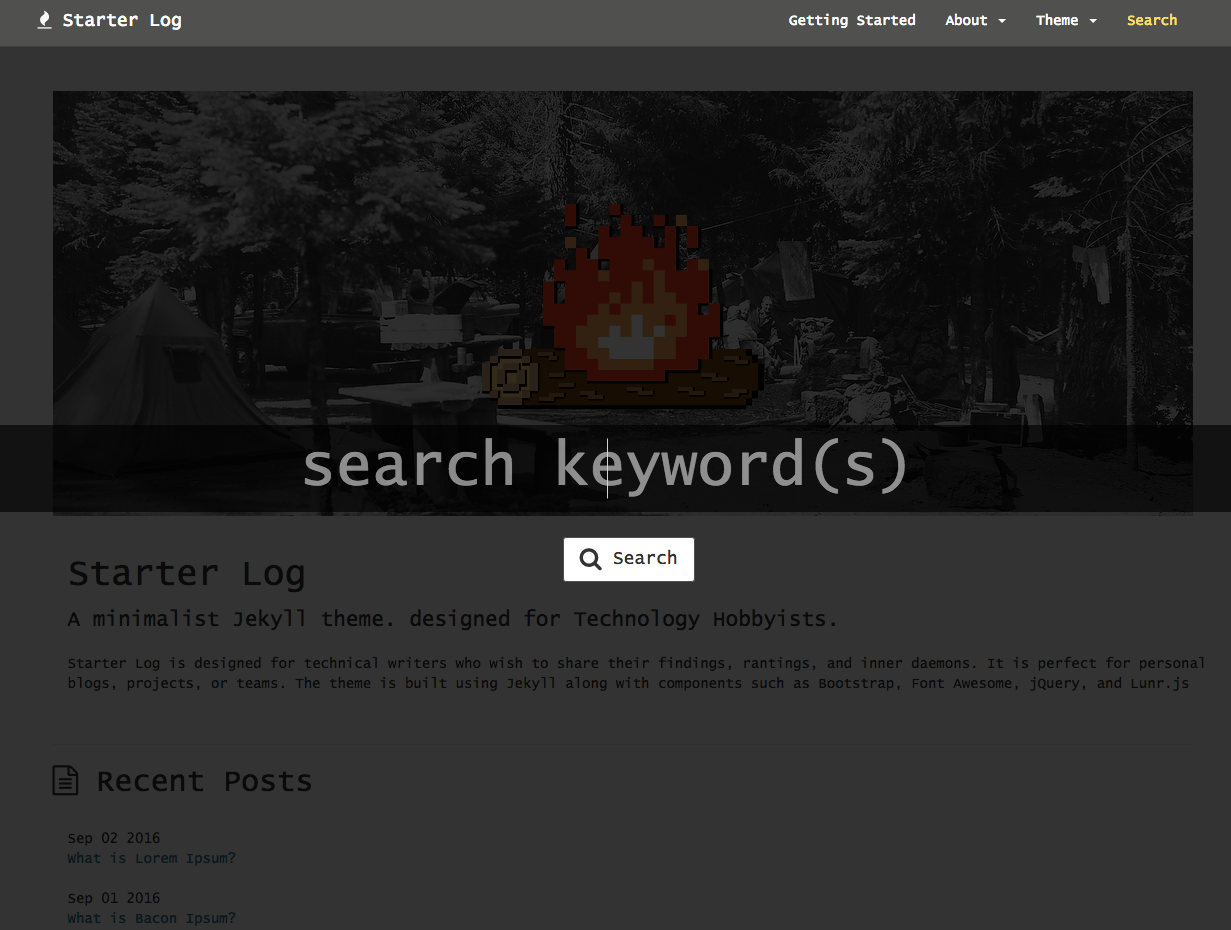 Starter Log
Getting Started About Theme Search
search keyword(s)
Search
Starter Log
A minimalist Jekyll theme. designed for Technology Hobbyists.
Starter Log is designed for technical writers who wish to share their findings, rantings, and inner daemons. It is perfect for personal
blogs, projects, or teams. The theme is built using Jekyll along with components such as Bootstrap, Font Awesome, jQuery, and Lunr.js
Recent Posts
Sep 02 2016
What is Lorem Ipsum?
Sep 01 2016
What is Bacon Ipsum?